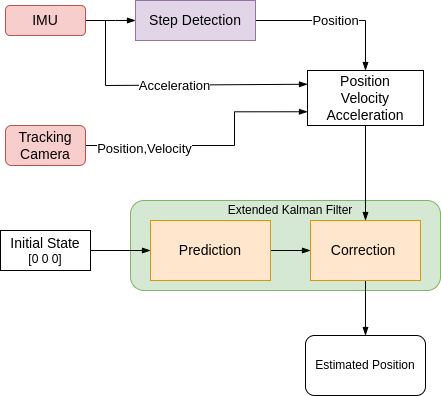 IMU
Step Detection
Position
Acceleration
Position
Velocity
Acceleration
Tracking
Camera
Position,Velocity
Extended Kalman Filter
Initial State
[0 0 0]
Prediction
Correction
Estimated Position